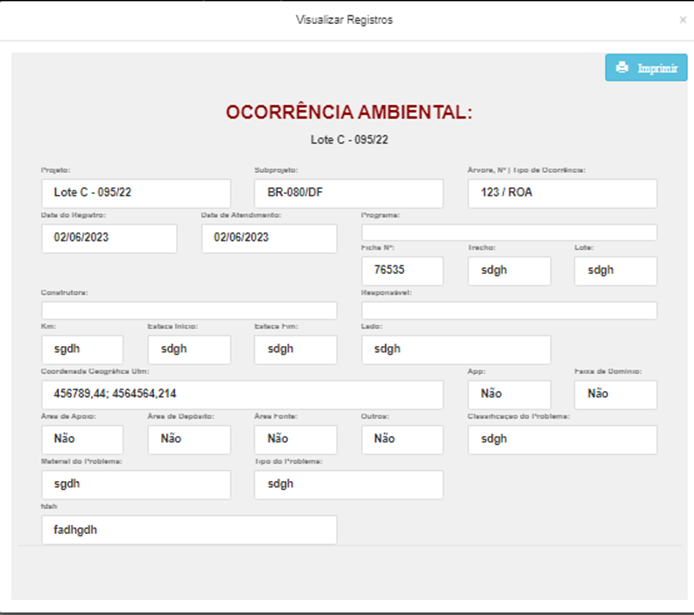 Visualizar Registros
×
Imprimir
OCORRÊNCIA AMBIENTAL:
Lote C - 095/22
Projeto: Subprojeto: Árvore, Nº | Tipo de Ocorrência:
Lote C - 095/22 BR-080/DF 123 / ROA
Data do Registro: Data de Atendimento: Programa:
02/06/2023 02/06/2023
Ficha Nº: Trecho: Lote:
76535 sdgh sdgh
Construtora: Responsável:
Km: Estaca Início: Estaca Fim: Lado:
sgdh sdgh sdgh sdgh
Coordenada Geográfica Utm: App: Faixa de Domínio:
456789,44; 4564564,214 Não Não
Área de Apoio: Área de Depósito: Área Fonte: Outros: Classificação do Problema:
Não Não Não Não sdgh
Material do Problema: Tipo do Problema:
sgdh sdgh
fdah
fadhgdh